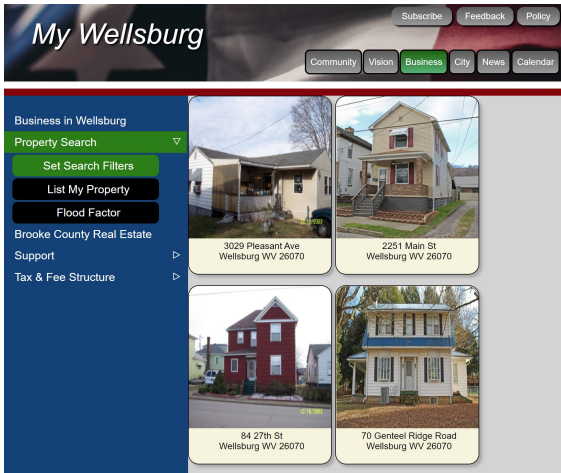 My Wellsburg
Subscribe
Feedback
Policy
Community
Vision
Business
City
News
Calendar
Business in Wellsburg
Property Search
Set Search Filters
List My Property
Flood Factor
Brooke County Real Estate
Support
Tax & Fee Structure
3029 Pleasant Ave
Wellsburg WV 26070
2251 Main St
Wellsburg WV 26070
84 27th St
Wellsburg WV 26070
70 Genteel Ridge Road
Wellsburg WV 26070